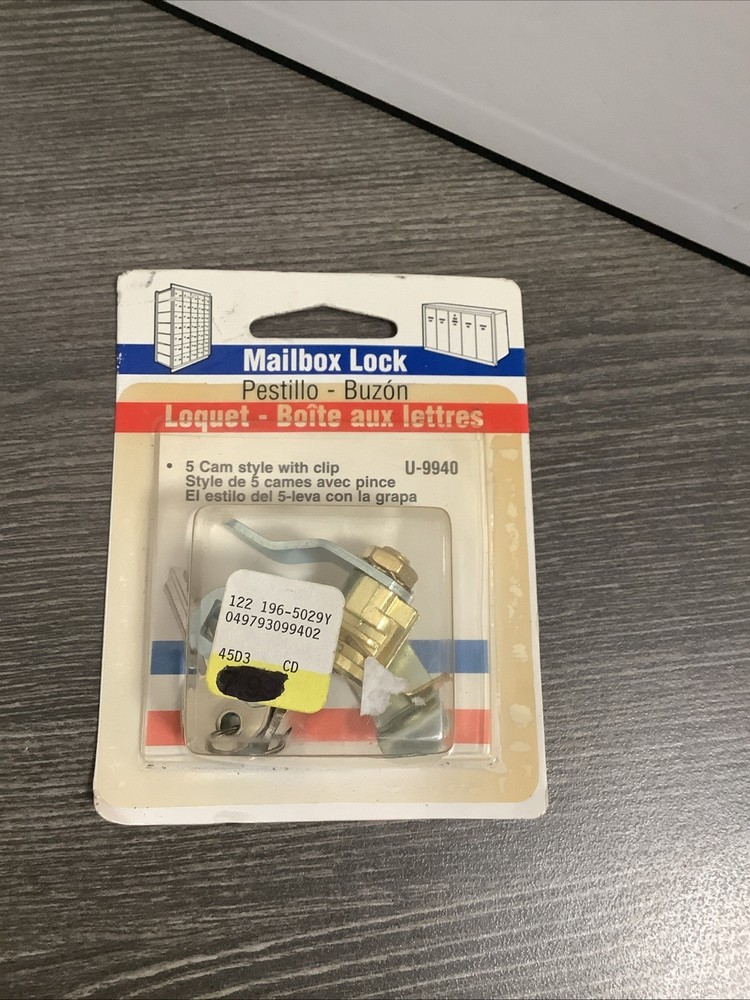 Mailbox Lock
Pestillo - Buzón
Loquet - Boîte aux lettres
• 5 Cam style with clip
U-9940
Style de 5 cames avec pince
El estilo del 5-leva con la grapa
122 196-5029Y
049793099402
45D3 CD